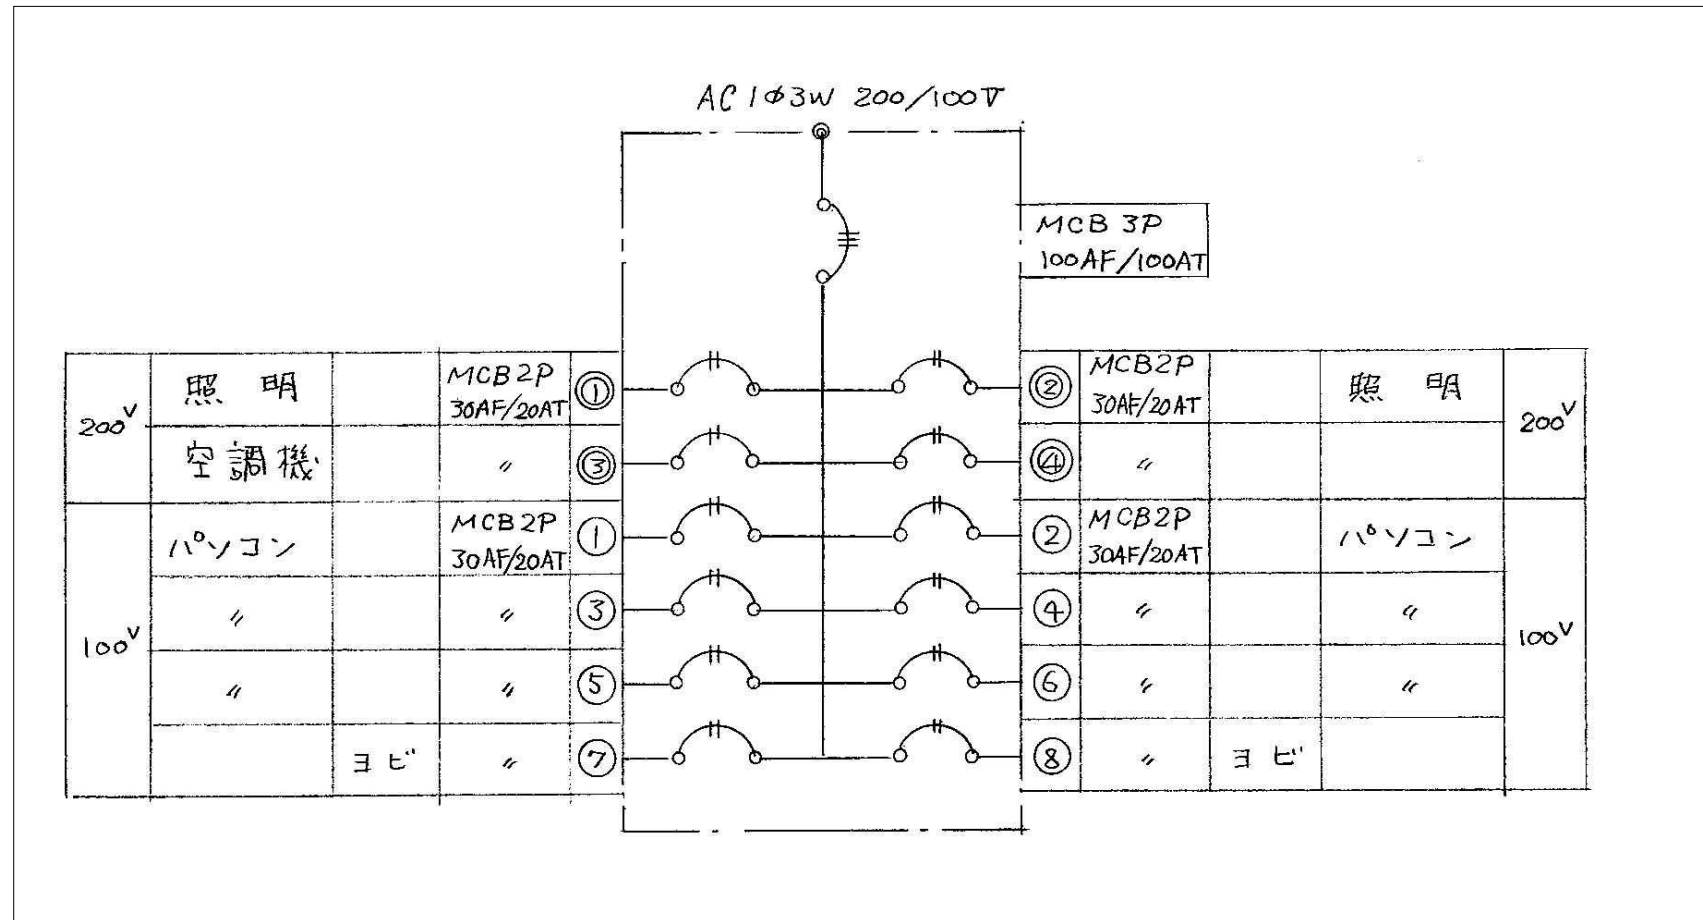 AC 1φ3W 200/100V
MCB 3P
100AF/100AT
200V
照明
MCB2P
30AF/20AT
①
②
MCB2P
30AF/20AT
照明
200V
空調機
〃
③
④
〃
100V
パソコン
MCB2P
30AF/20AT
①
②
MCB2P
30AF/20AT
パソコン
100V
〃
〃
③
④
〃
〃
〃
〃
⑤
⑥
〃
〃
ヨビ
〃
⑦
⑧
〃
ヨビ